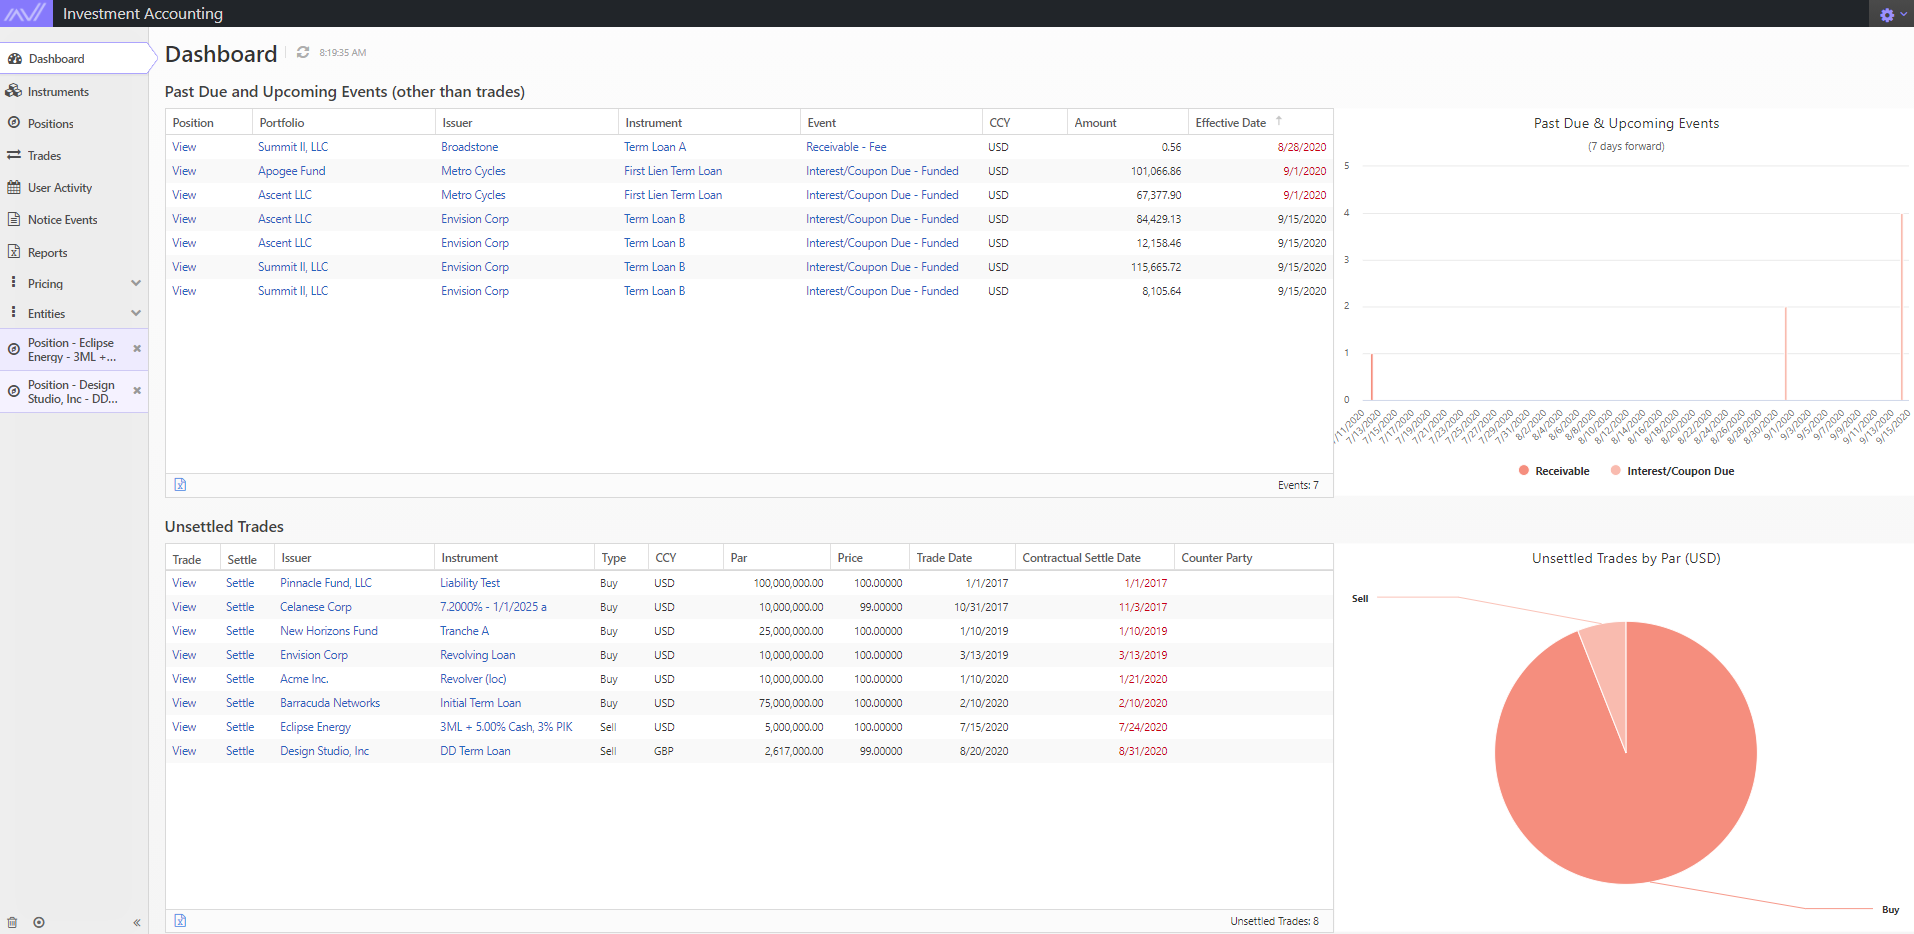 Investment Accounting
Dashboard
Instruments
Positions
Trades
User Activity
Notice Events
Reports
Pricing
Entities
Position - Eclipse
Energy - 3ML +...
Position - Design
Studio, Inc - DD...
Dashboard 8:19:35 AM
Past Due and Upcoming Events (other than trades)
Position Portfolio Issuer Instrument Event CCY Amount Effective Date
View Summit II, LLC Broadstone Term Loan A Receivable - Fee USD 0.56 8/28/2020
View Apogee Fund Metro Cycles First Lien Term Loan Interest/Coupon Due - Funded USD 101,066.86 9/1/2020
View Ascent LLC Metro Cycles First Lien Term Loan Interest/Coupon Due - Funded USD 67,377.90 9/1/2020
View Ascent LLC Envision Corp Term Loan B Interest/Coupon Due - Funded USD 84,429.13 9/15/2020
View Ascent LLC Envision Corp Term Loan B Interest/Coupon Due - Funded USD 12,158.46 9/15/2020
View Summit II, LLC Envision Corp Term Loan B Interest/Coupon Due - Funded USD 115,665.72 9/15/2020
View Summit II, LLC Envision Corp Term Loan B Interest/Coupon Due - Funded USD 8,105.64 9/15/2020
Events: 7
Past Due & Upcoming Events
(7 days forward)
5
4
3
2
1
0
7/13/2020 7/15/2020 7/17/2020 7/19/2020 7/21/2020 7/23/2020 7/25/2020 7/27/2020 7/29/2020 7/31/2020 8/2/2020 8/4/2020 8/6/2020 8/8/2020 8/10/2020 8/12/2020 8/14/2020 8/16/2020 8/18/2020 8/20/2020 8/22/2020 8/24/2020 8/26/2020 8/28/2020 8/30/2020 9/1/2020 9/3/2020 9/5/2020 9/7/2020 9/9/2020 9/11/2020 9/13/2020 9/15/2020
Receivable Interest/Coupon Due
Unsettled Trades
Trade Settle Issuer Instrument Type CCY Par Price Trade Date Contractual Settle Date Counter Party
View Settle Pinnacle Fund, LLC Liability Test Buy USD 100,000,000.00 100.00000 1/1/2017 1/1/2017
View Settle Celanese Corp 7.2000% - 1/1/2025 a Buy USD 10,000,000.00 99.00000 10/31/2017 11/3/2017
View Settle New Horizons Fund Tranche A Buy USD 25,000,000.00 100.00000 1/10/2019 1/10/2019
View Settle Envision Corp Revolving Loan Buy USD 10,000,000.00 100.00000 3/13/2019 3/13/2019
View Settle Acme Inc. Revolver (loc) Buy USD 10,000,000.00 100.00000 1/10/2020 1/21/2020
View Settle Barracuda Networks Initial Term Loan Buy USD 75,000,000.00 100.00000 2/10/2020 2/10/2020
View Settle Eclipse Energy 3ML + 5.00% Cash, 3% PIK Sell USD 5,000,000.00 100.00000 7/15/2020 7/24/2020
View Settle Design Studio, Inc DD Term Loan Sell GBP 2,617,000.00 99.00000 8/20/2020 8/31/2020
Unsettled Trades: 8
Unsettled Trades by Par (USD)
Sell
Buy